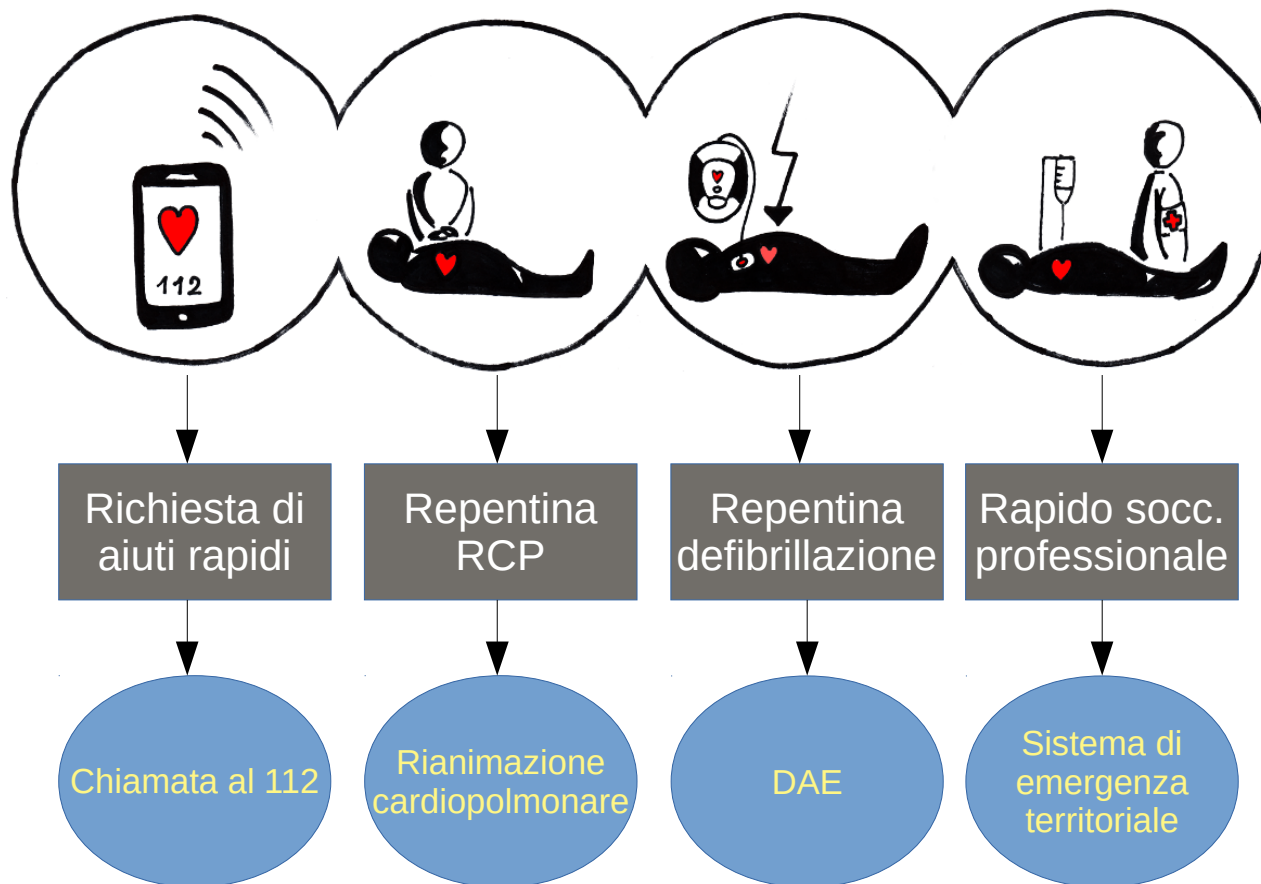 112
Richiesta di
aiuti rapidi
Repentina
RCP
Repentina
defibrillazione
Rapido socc.
professionale
Chiamata al 112
Rianimazione
cardiopolmonare
DAE
Sistema di
emergenza
territoriale